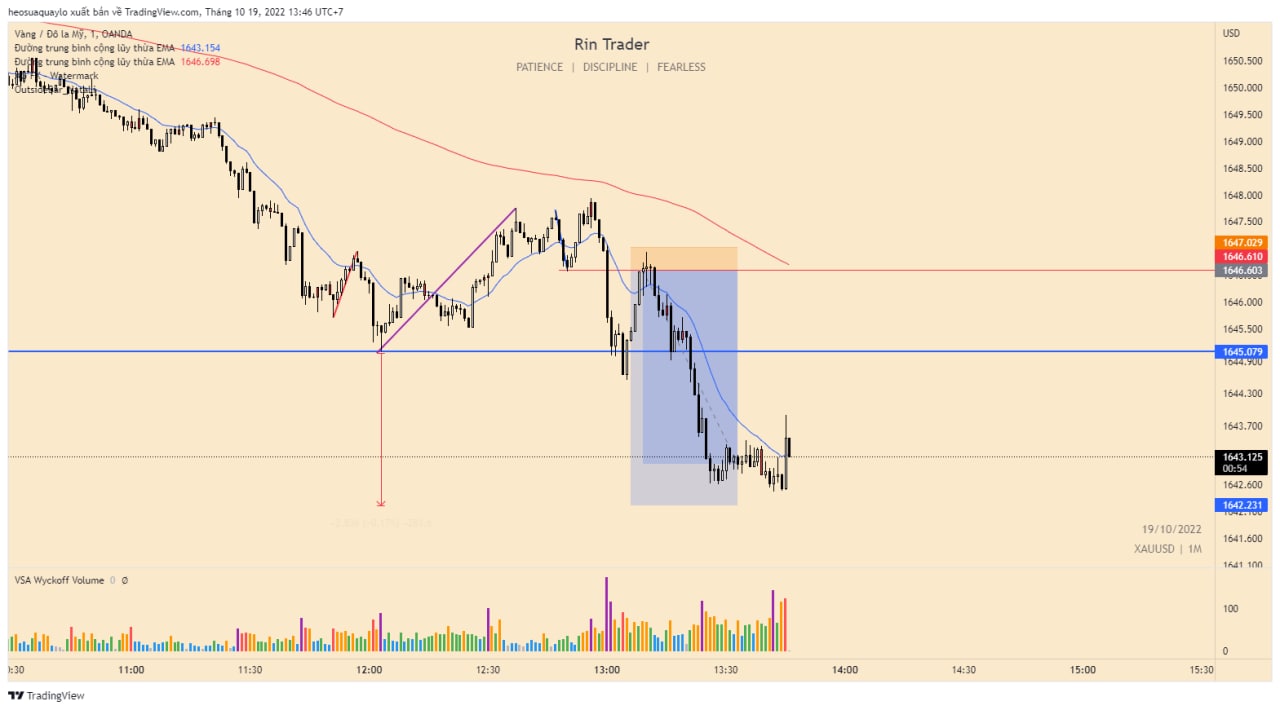 heosuaquaylo xuất bản về TradingView.com, Tháng 10 19, 2022 13:46 UTC+7
Vàng / Đô la Mỹ, 1, OANDA
Đường trung bình cộng lũy thừa EMA 1643.154
Đường trung bình cộng lũy thừa EMA 1646.698
Watermark
Rin Trader
PATIENCE | DISCIPLINE | FEARLESS
USD
1650.500
1650.000
1649.500
1649.000
1648.500
1648.000
1647.500
1647.029
1646.610
1646.603
1646.000
1645.500
1645.079
1644.900
1644.300
1643.700
1643.125
00:54
1642.600
1642.231
1642.100
1641.600
1641.100
19/10/2022
XAUUSD | 1M
VSA Wyckoff Volume 0 Ø
100
0
:30 11:00 11:30 12:00 12:30 13:00 13:30 14:00 14:30 15:00 15:30
TradingView